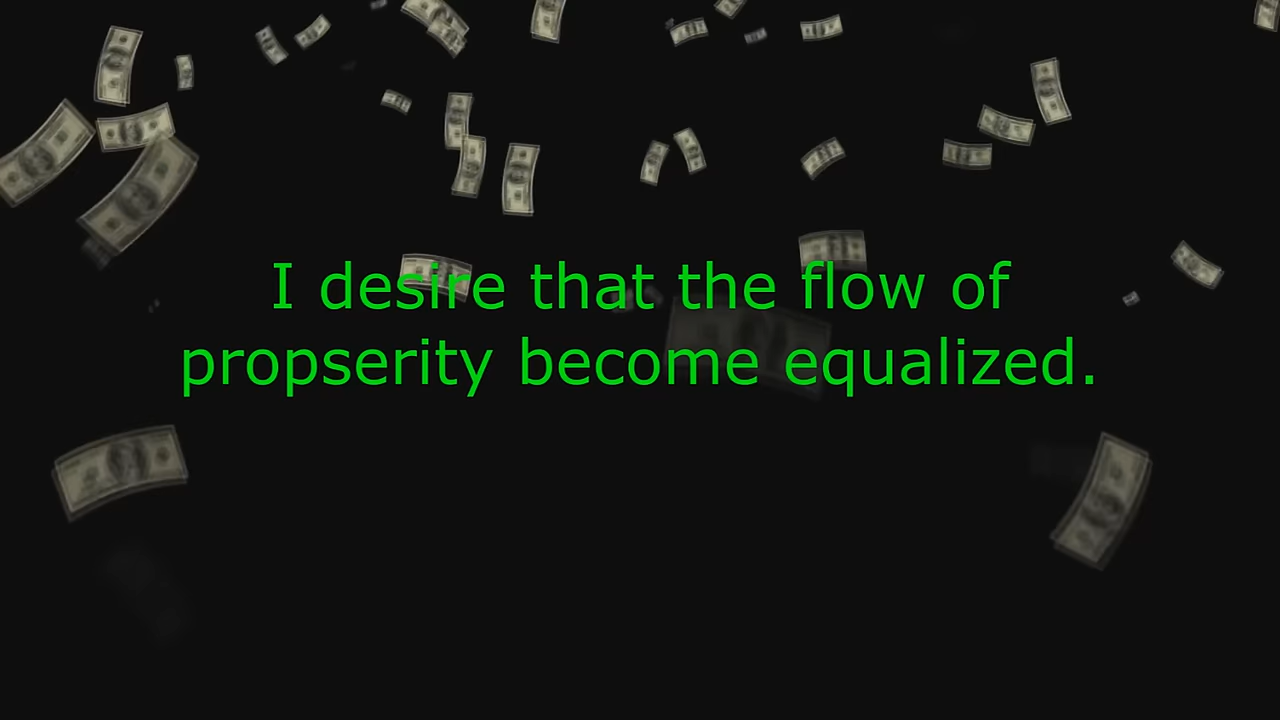 I desire that the flow of
propserity become equalized.